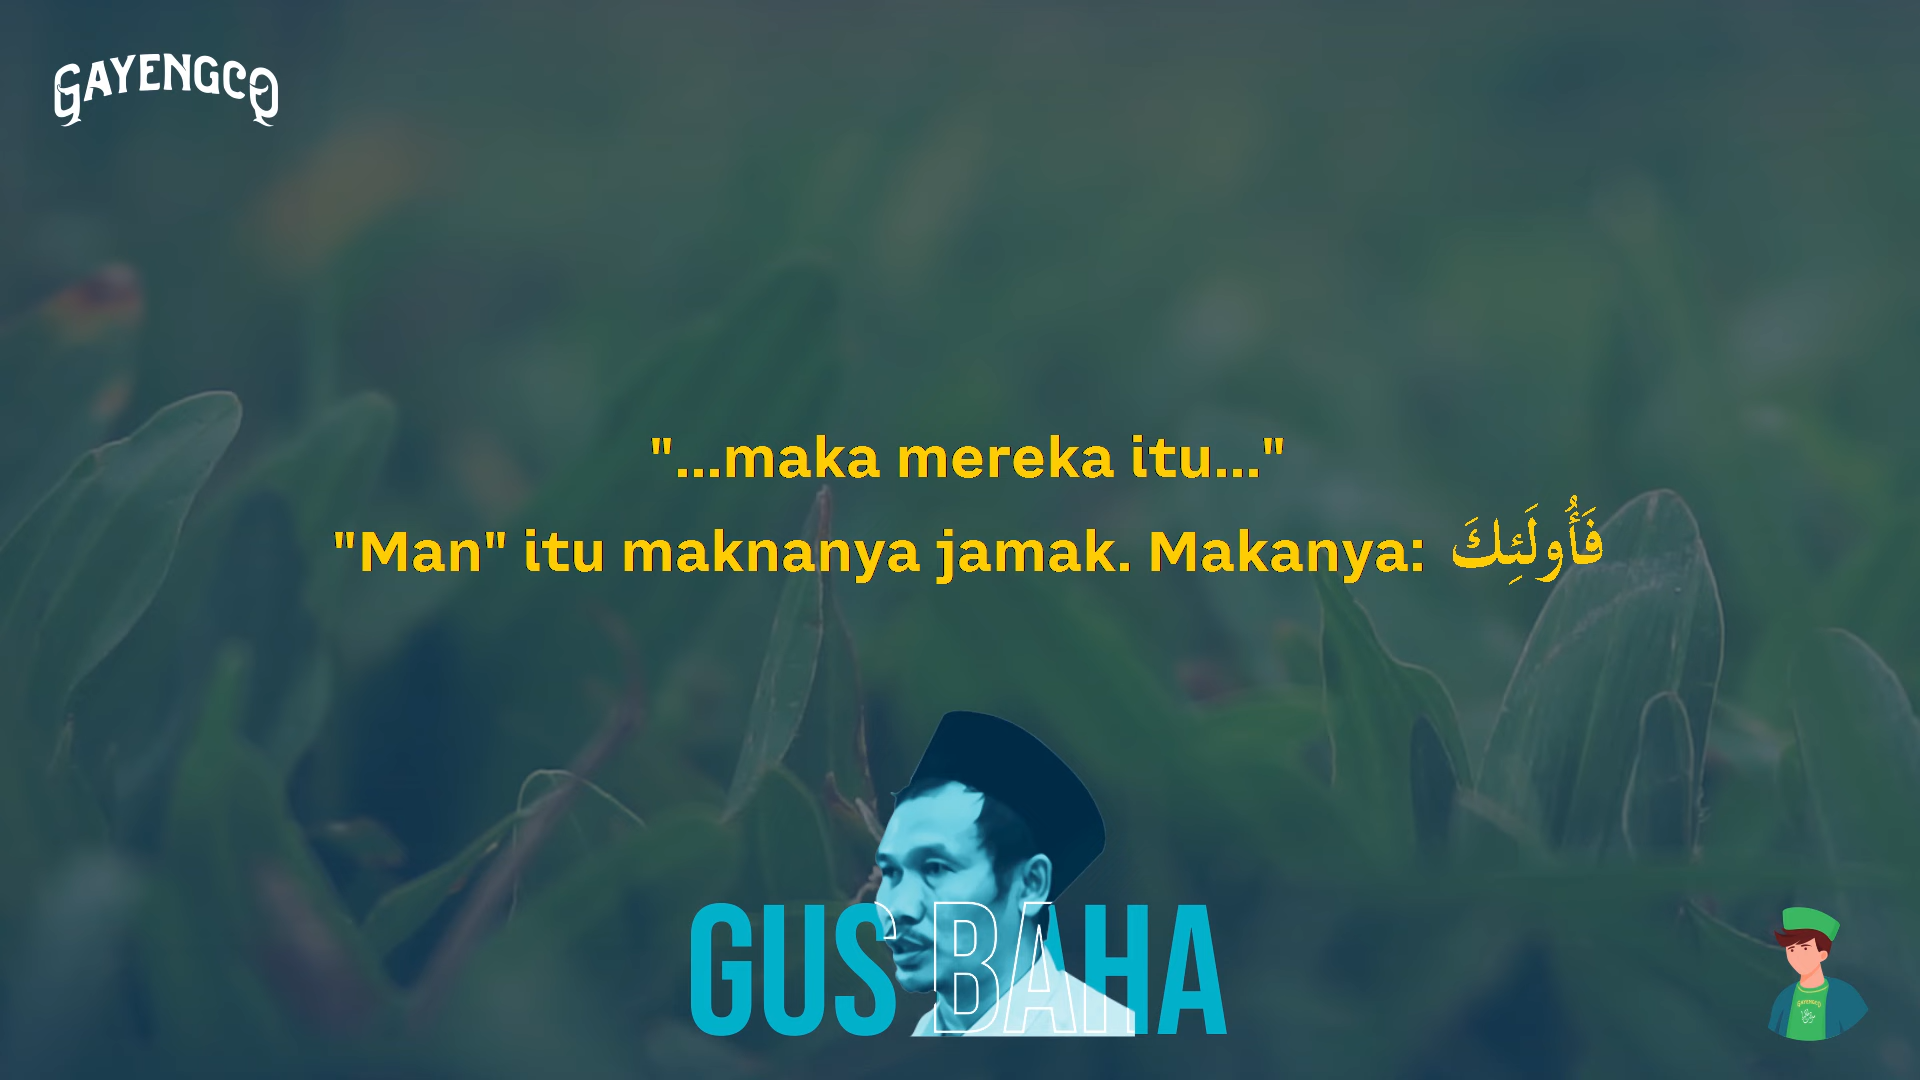 GAYENGCO
"...maka mereka itu..."
"Man" itu maknanya jamak. Makanya: فَأُولَئِكَ
GUS BAHA